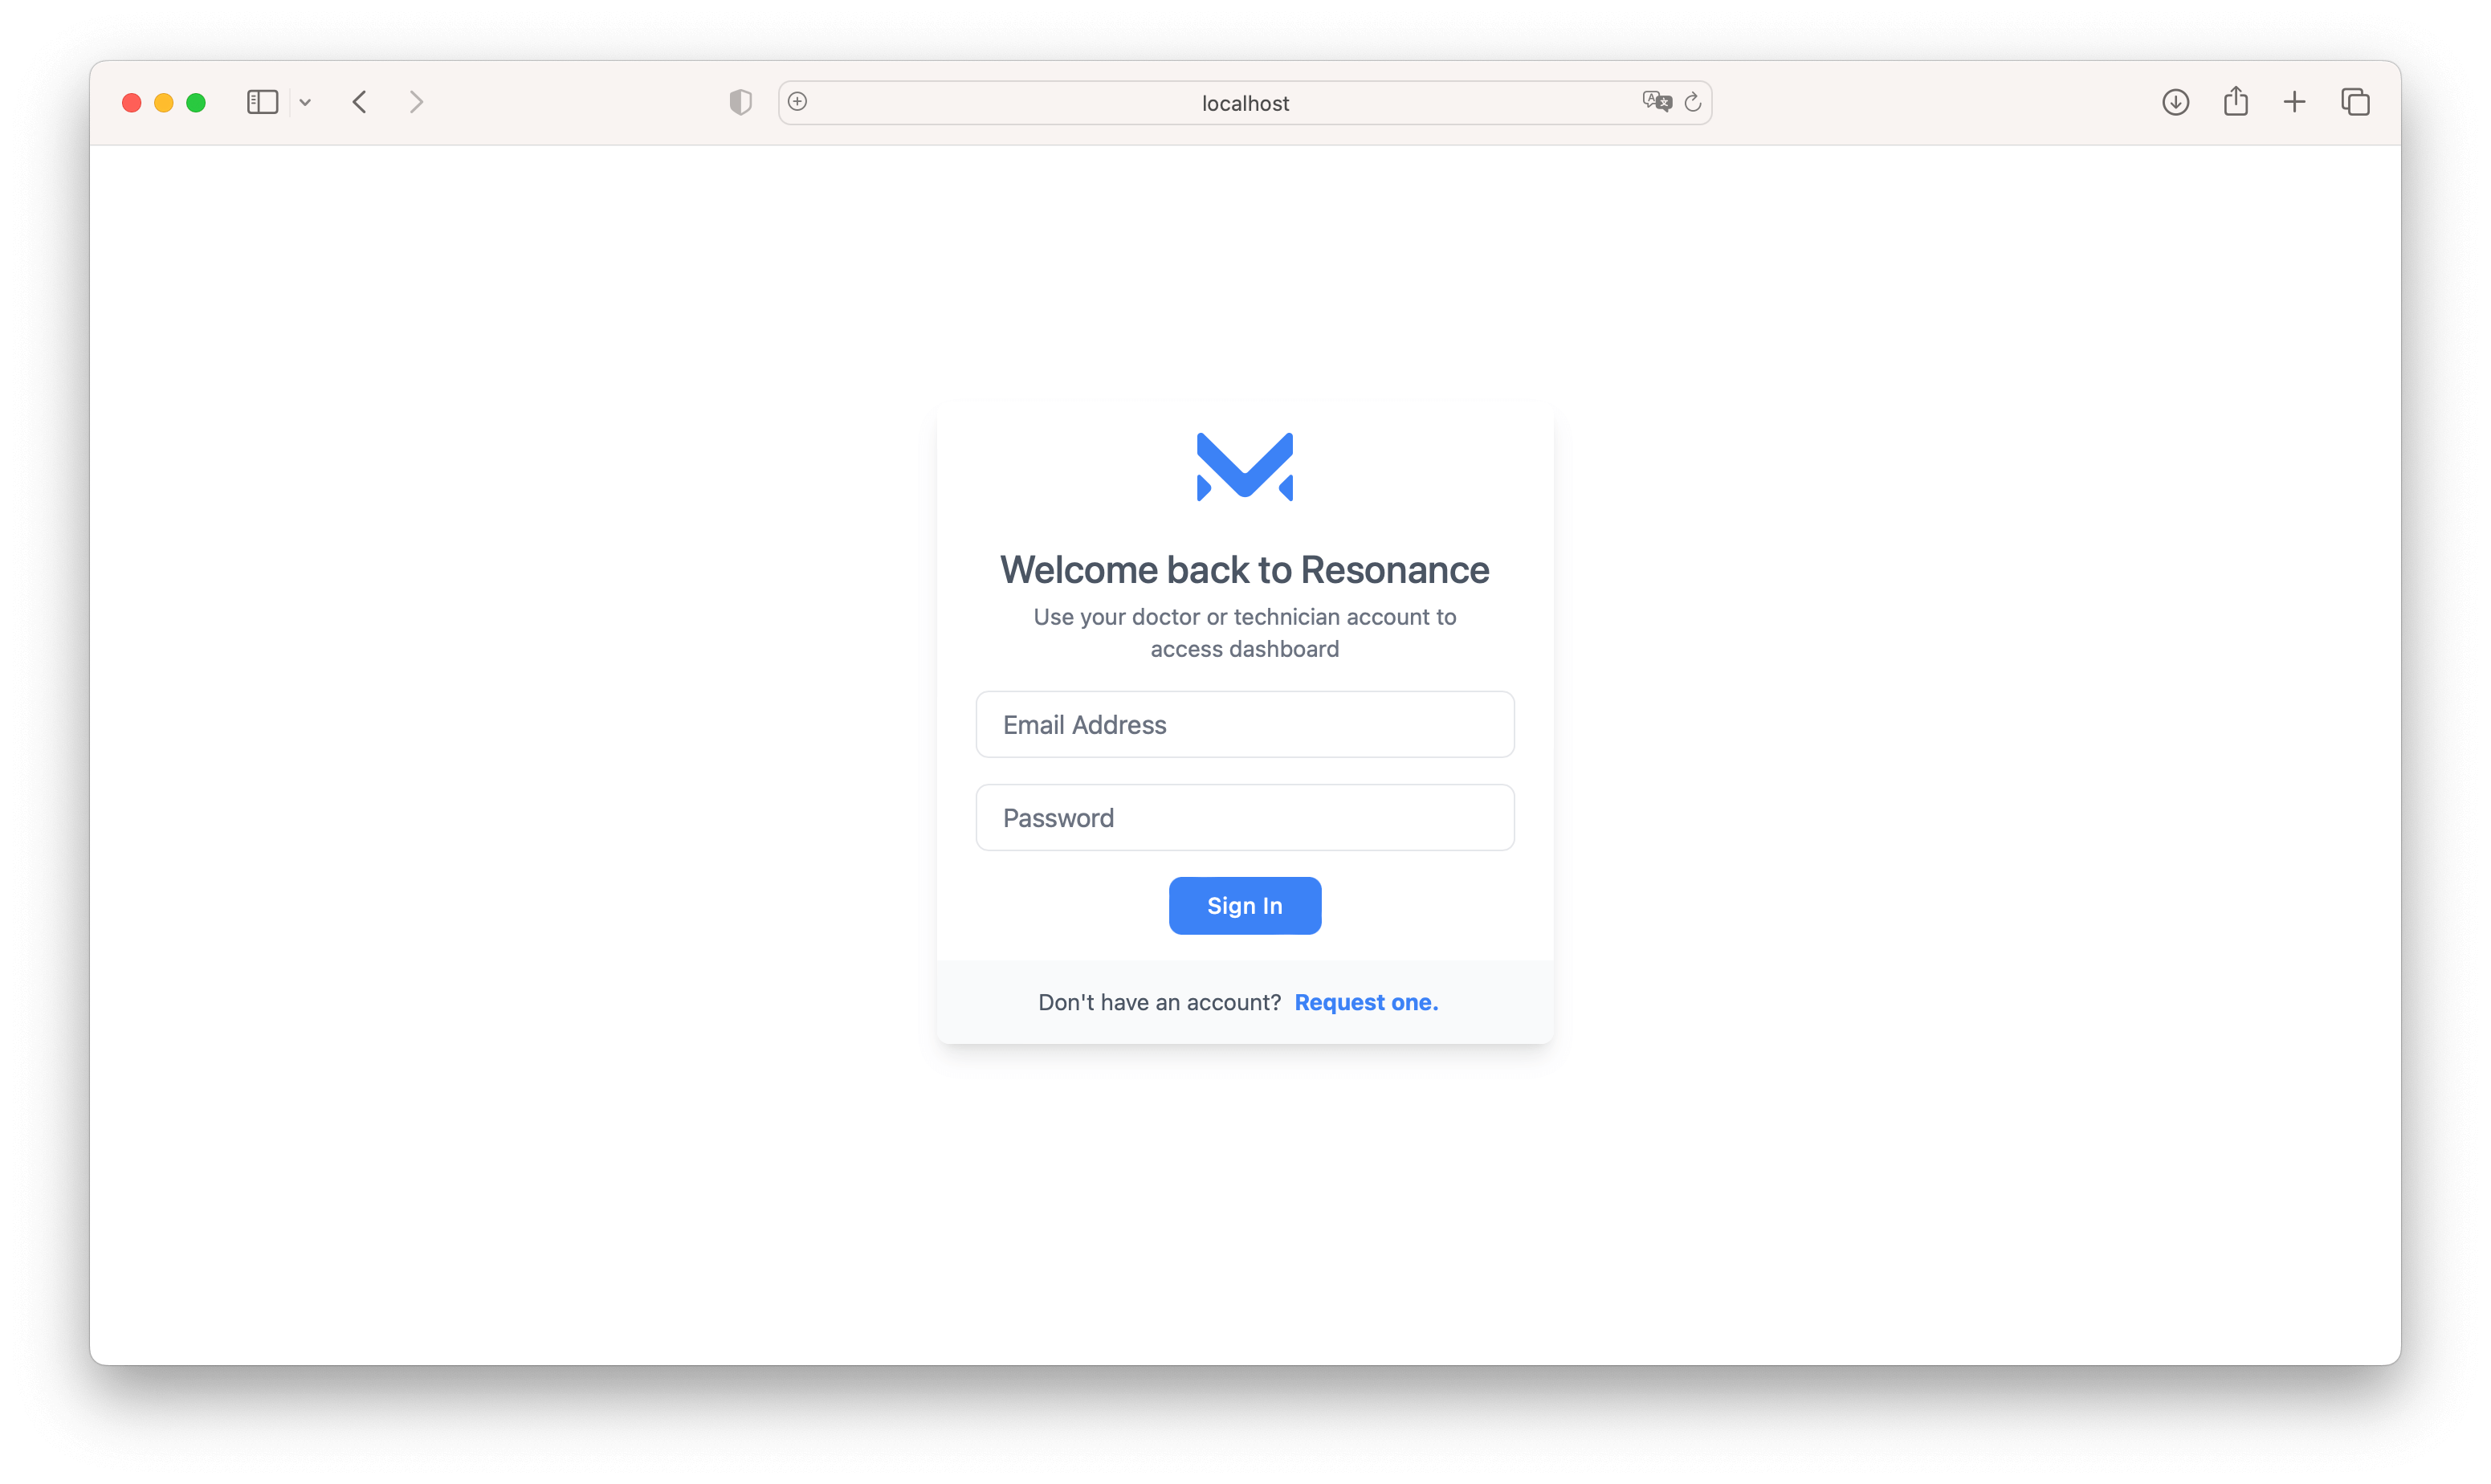 localhost
Welcome back to Resonance
Use your doctor or technician account to
access dashboard
Email Address
Password
Sign In
Don't have an account? Request one.